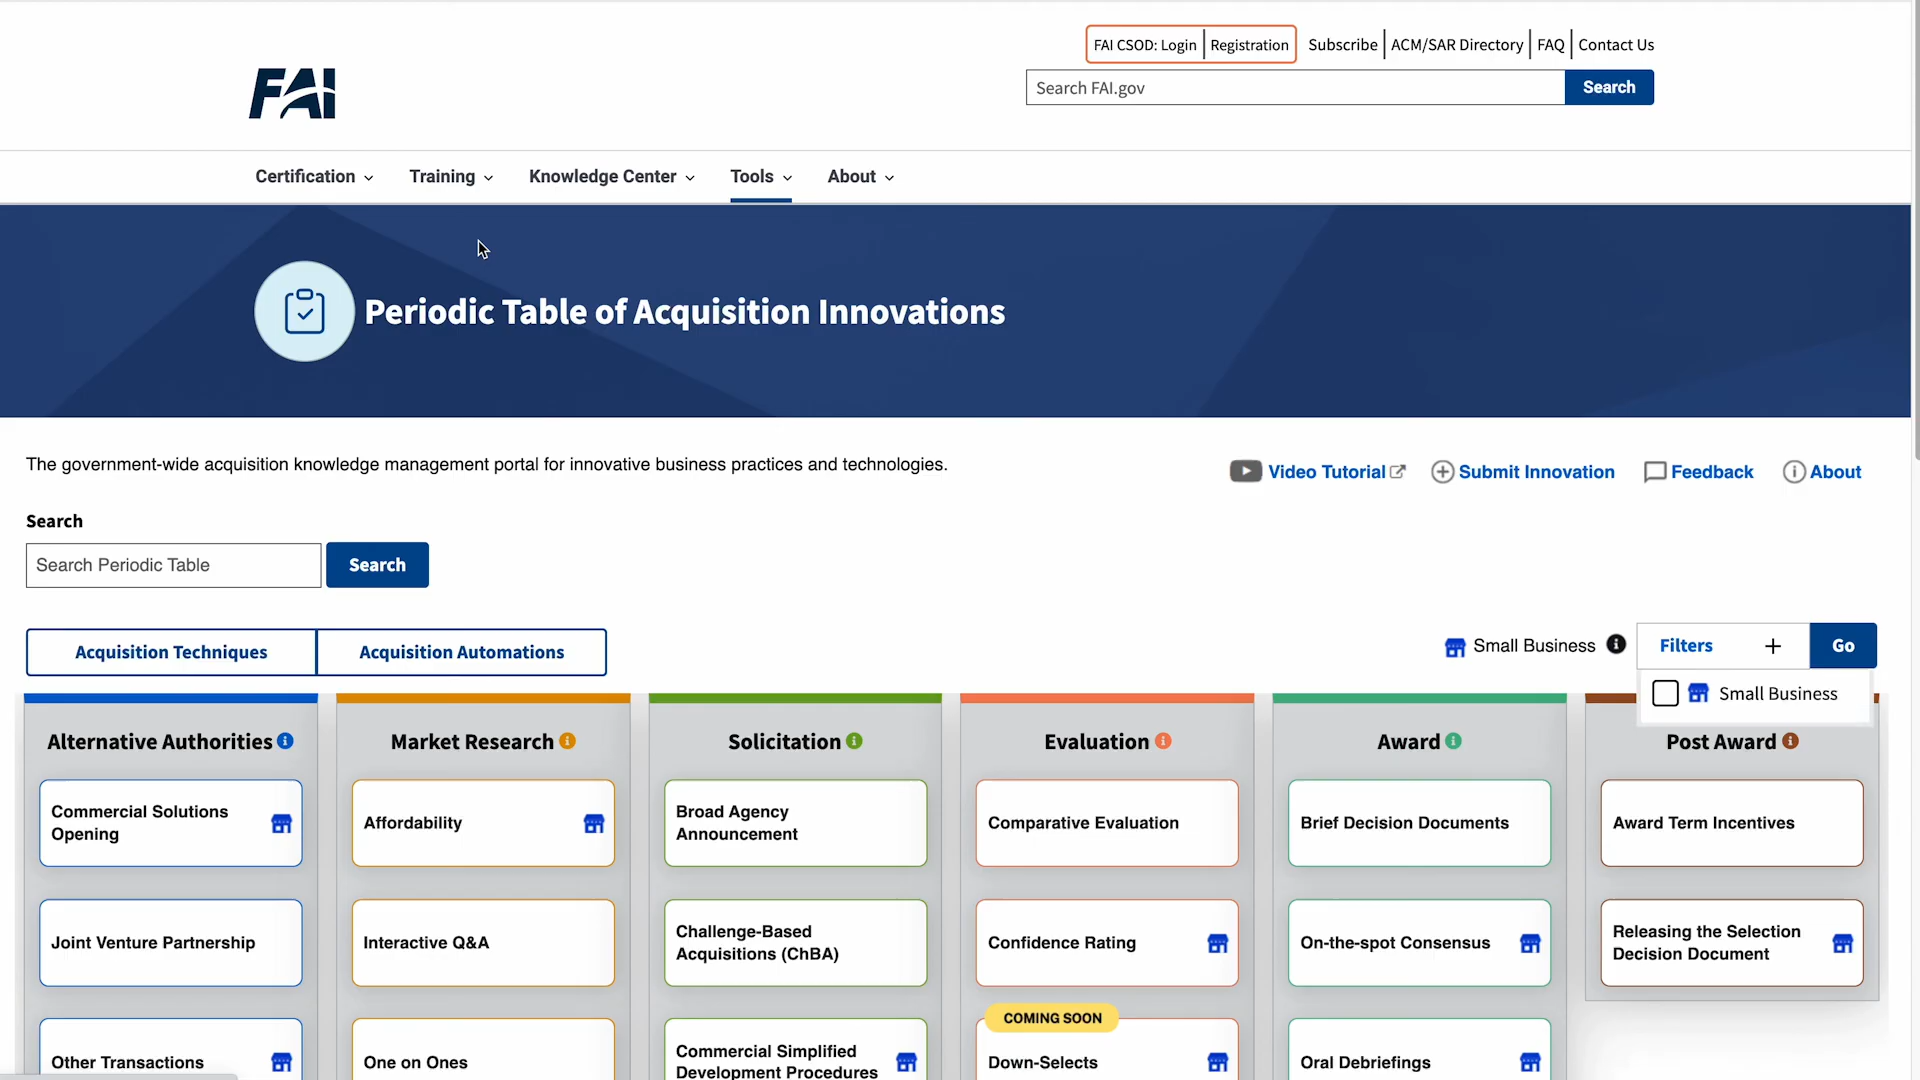 FAI CSOD: Login Registration Subscribe ACM/SAR Directory FAQ Contact Us
FAI
Search FAI.gov Search
Certification Training Knowledge Center Tools About
Periodic Table of Acquisition Innovations
The government-wide acquisition knowledge management portal for innovative business practices and technologies.
Video Tutorial Submit Innovation Feedback About
Search
Search Periodic Table Search
Acquisition Techniques Acquisition Automations
Small Business Filters + Go
Small Business
Alternative Authorities Market Research Solicitation Evaluation Award Post Award
Commercial Solutions
Opening
Affordability
Broad Agency
Announcement
Comparative Evaluation
Brief Decision Documents
Award Term Incentives
Joint Venture Partnership
Interactive Q&A
Challenge-Based
Acquisitions (ChBA)
Confidence Rating
On-the-spot Consensus
Releasing the Selection
Decision Document
Other Transactions
One on Ones
Commercial Simplified
Development Procedures
COMING SOON
Down-Selects
Oral Debriefings